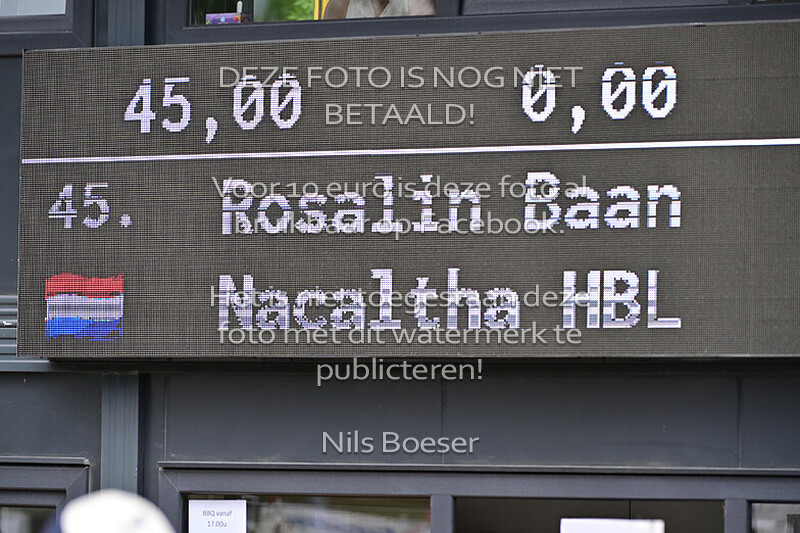 45,00 0,00
DEZE FOTO IS NOG NIET
BETAALD!
45. Rosalin Baan
Voor 10 euro is deze foto al
bruikbaar op facebook.
Nacaltha HBL
Het is niet toegestaan deze
foto met dit watermerk te
publiceren!
Nils Boeser
BBQ vanaf
17.00u